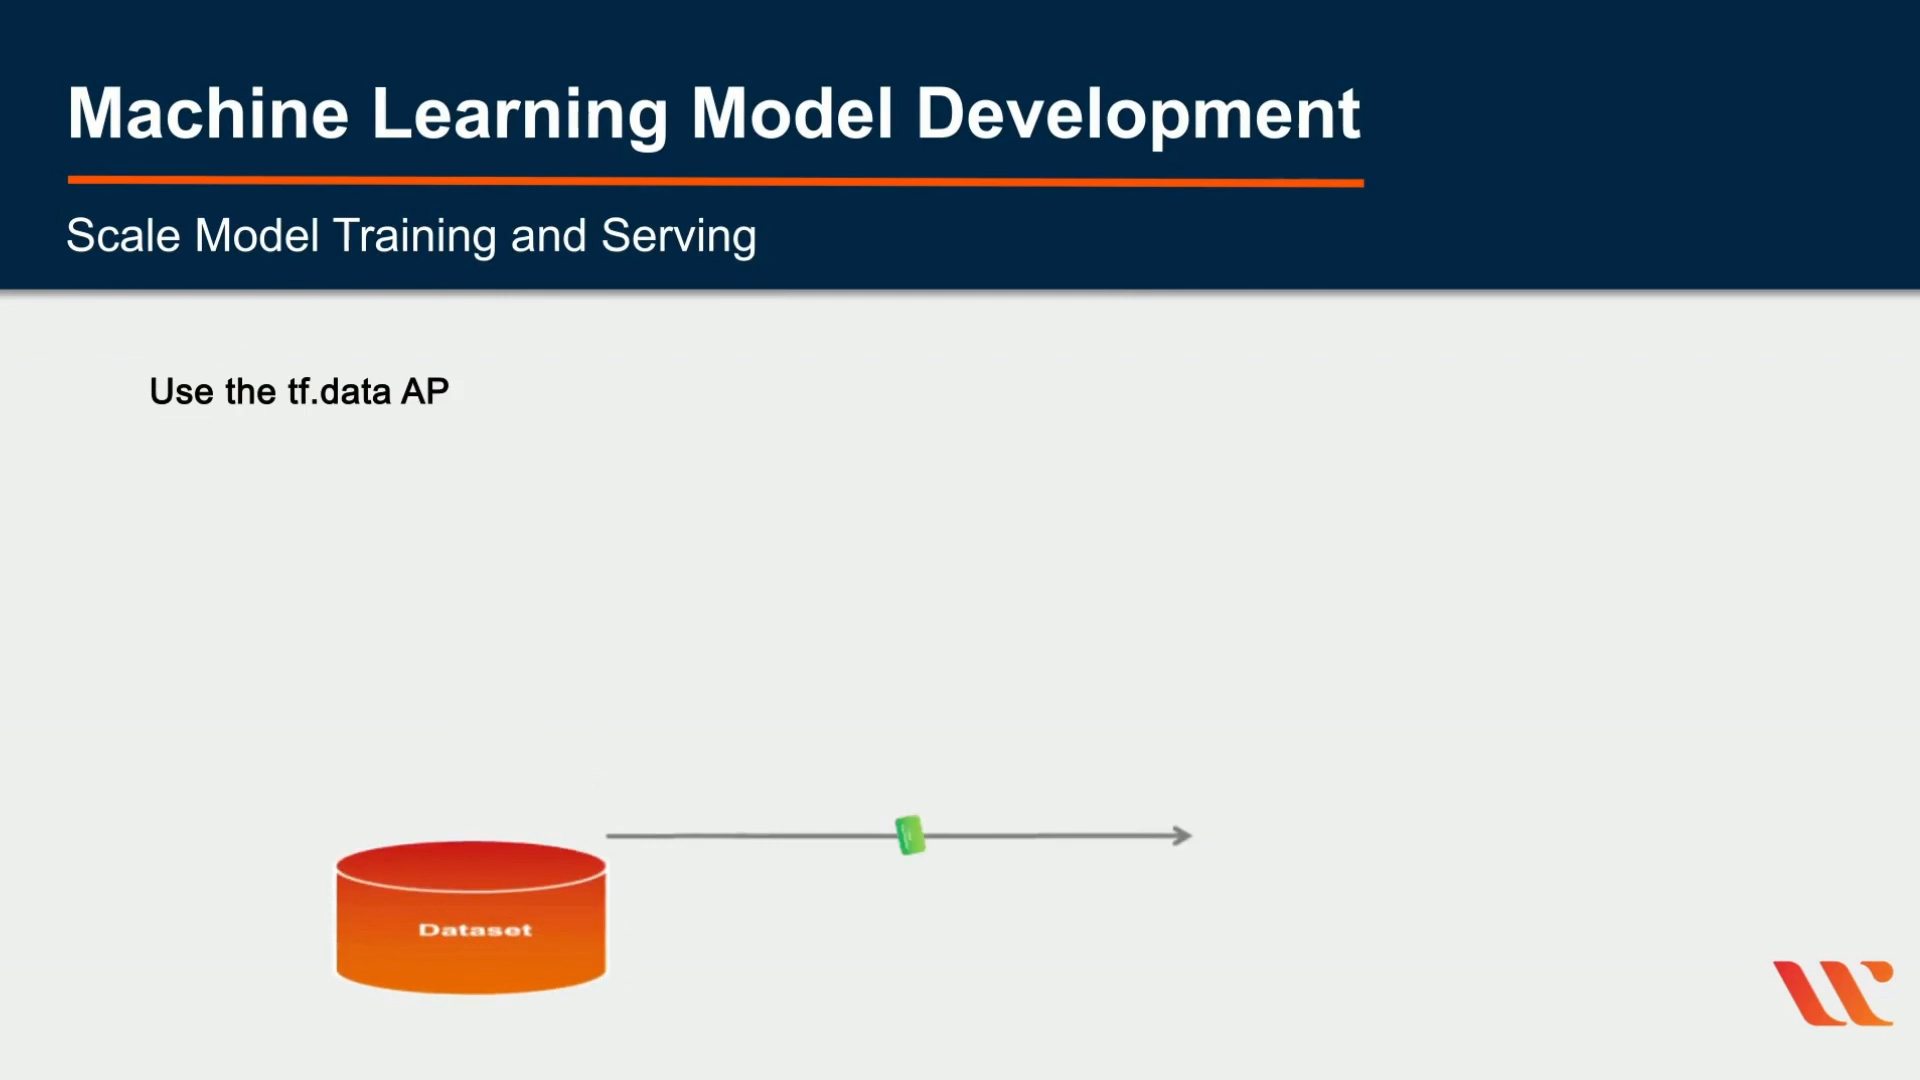 Machine Learning Model Development
Scale Model Training and Serving
Use the tf.data AP
Dataset